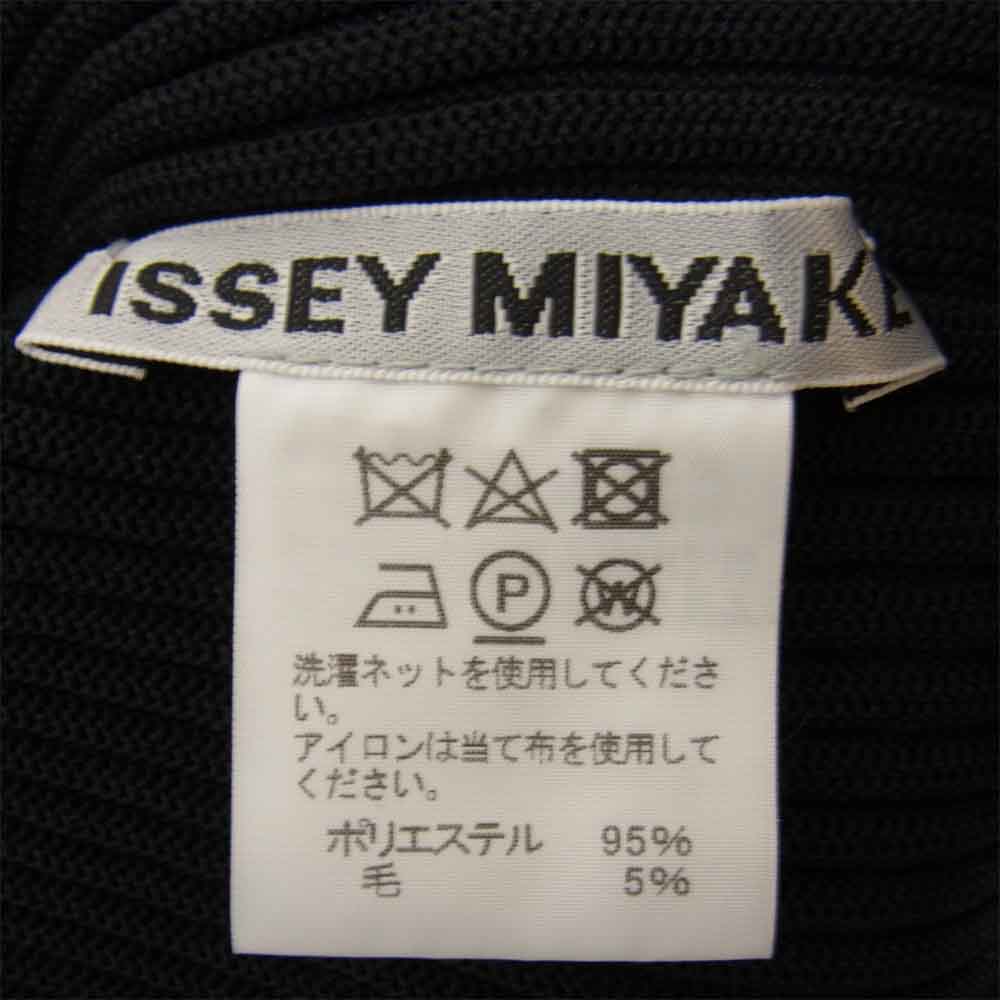 ISSEY MIYAKE
P
W
洗濯ネットを使用してくださ
い。
アイロンは当て布を使用して
ください。
ポリエステル 95%
毛 5%